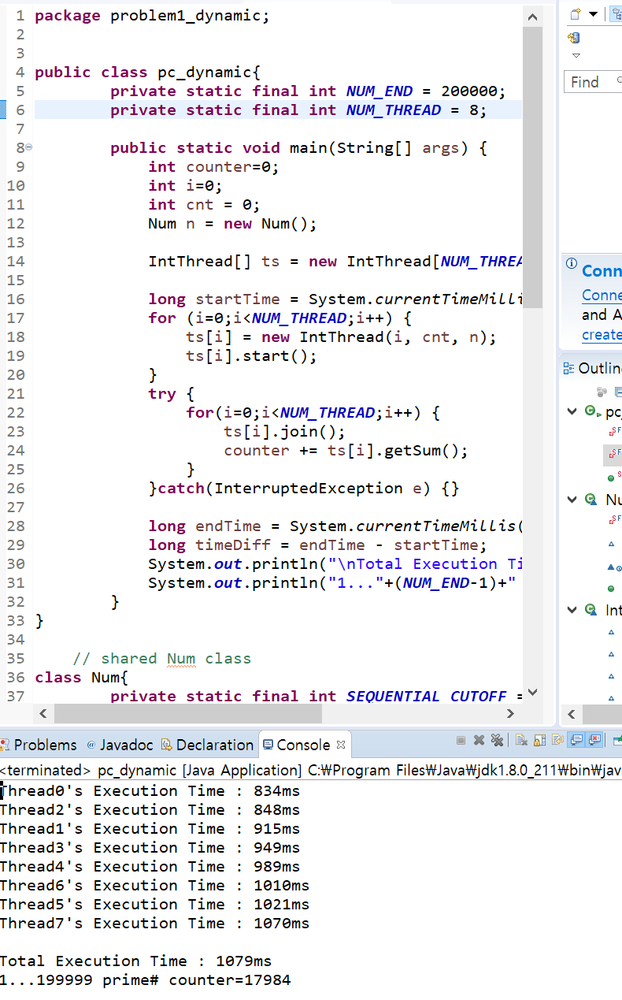 1 package problem1_dynamic;
2
3
4 public class pc_dynamic{
5 private static final int NUM_END = 200000;
6 private static final int NUM_THREAD = 8;
7
8 public static void main(String[] args) {
9 int counter=0;
10 int i=0;
11 int cnt = 0;
12 Num n = new Num();
13
14 IntThread[] ts = new IntThread[NUM_THREA
15
16 long startTime = System.currentTimeMilli
17 for (i=0;i<NUM_THREAD;i++) {
18 ts[i] = new IntThread(i, cnt, n);
19 ts[i].start();
20 }
21 try {
22 for(i=0;i<NUM_THREAD;i++) {
23 ts[i].join();
24 counter += ts[i].getSum();
25 }
26 }catch(InterruptedException e) {}
27
28 long endTime = System.currentTimeMillis(
29 long timeDiff = endTime - startTime;
30 System.out.println("\nTotal Execution Ti
31 System.out.println("1..."+(NUM_END-1)+"
32 }
33 }
34
35 // shared Num class
36 class Num{
37 private static final int SEQUENTIAL_CUTOFF =
Find
Conn
Conne
and A
create
Outlin
pc_
Nu
Int
Problems @ Javadoc Declaration Console
<terminated> pc_dynamic [Java Application] C:₩Program Files₩Java₩jdk1.8.0_211₩bin₩jav
Thread0's Execution Time : 834ms
Thread2's Execution Time : 848ms
Thread1's Execution Time : 915ms
Thread3's Execution Time : 949ms
Thread4's Execution Time : 989ms
Thread6's Execution Time : 1010ms
Thread5's Execution Time : 1021ms
Thread7's Execution Time : 1070ms

Total Execution Time : 1079ms
1...199999 prime# counter=17984